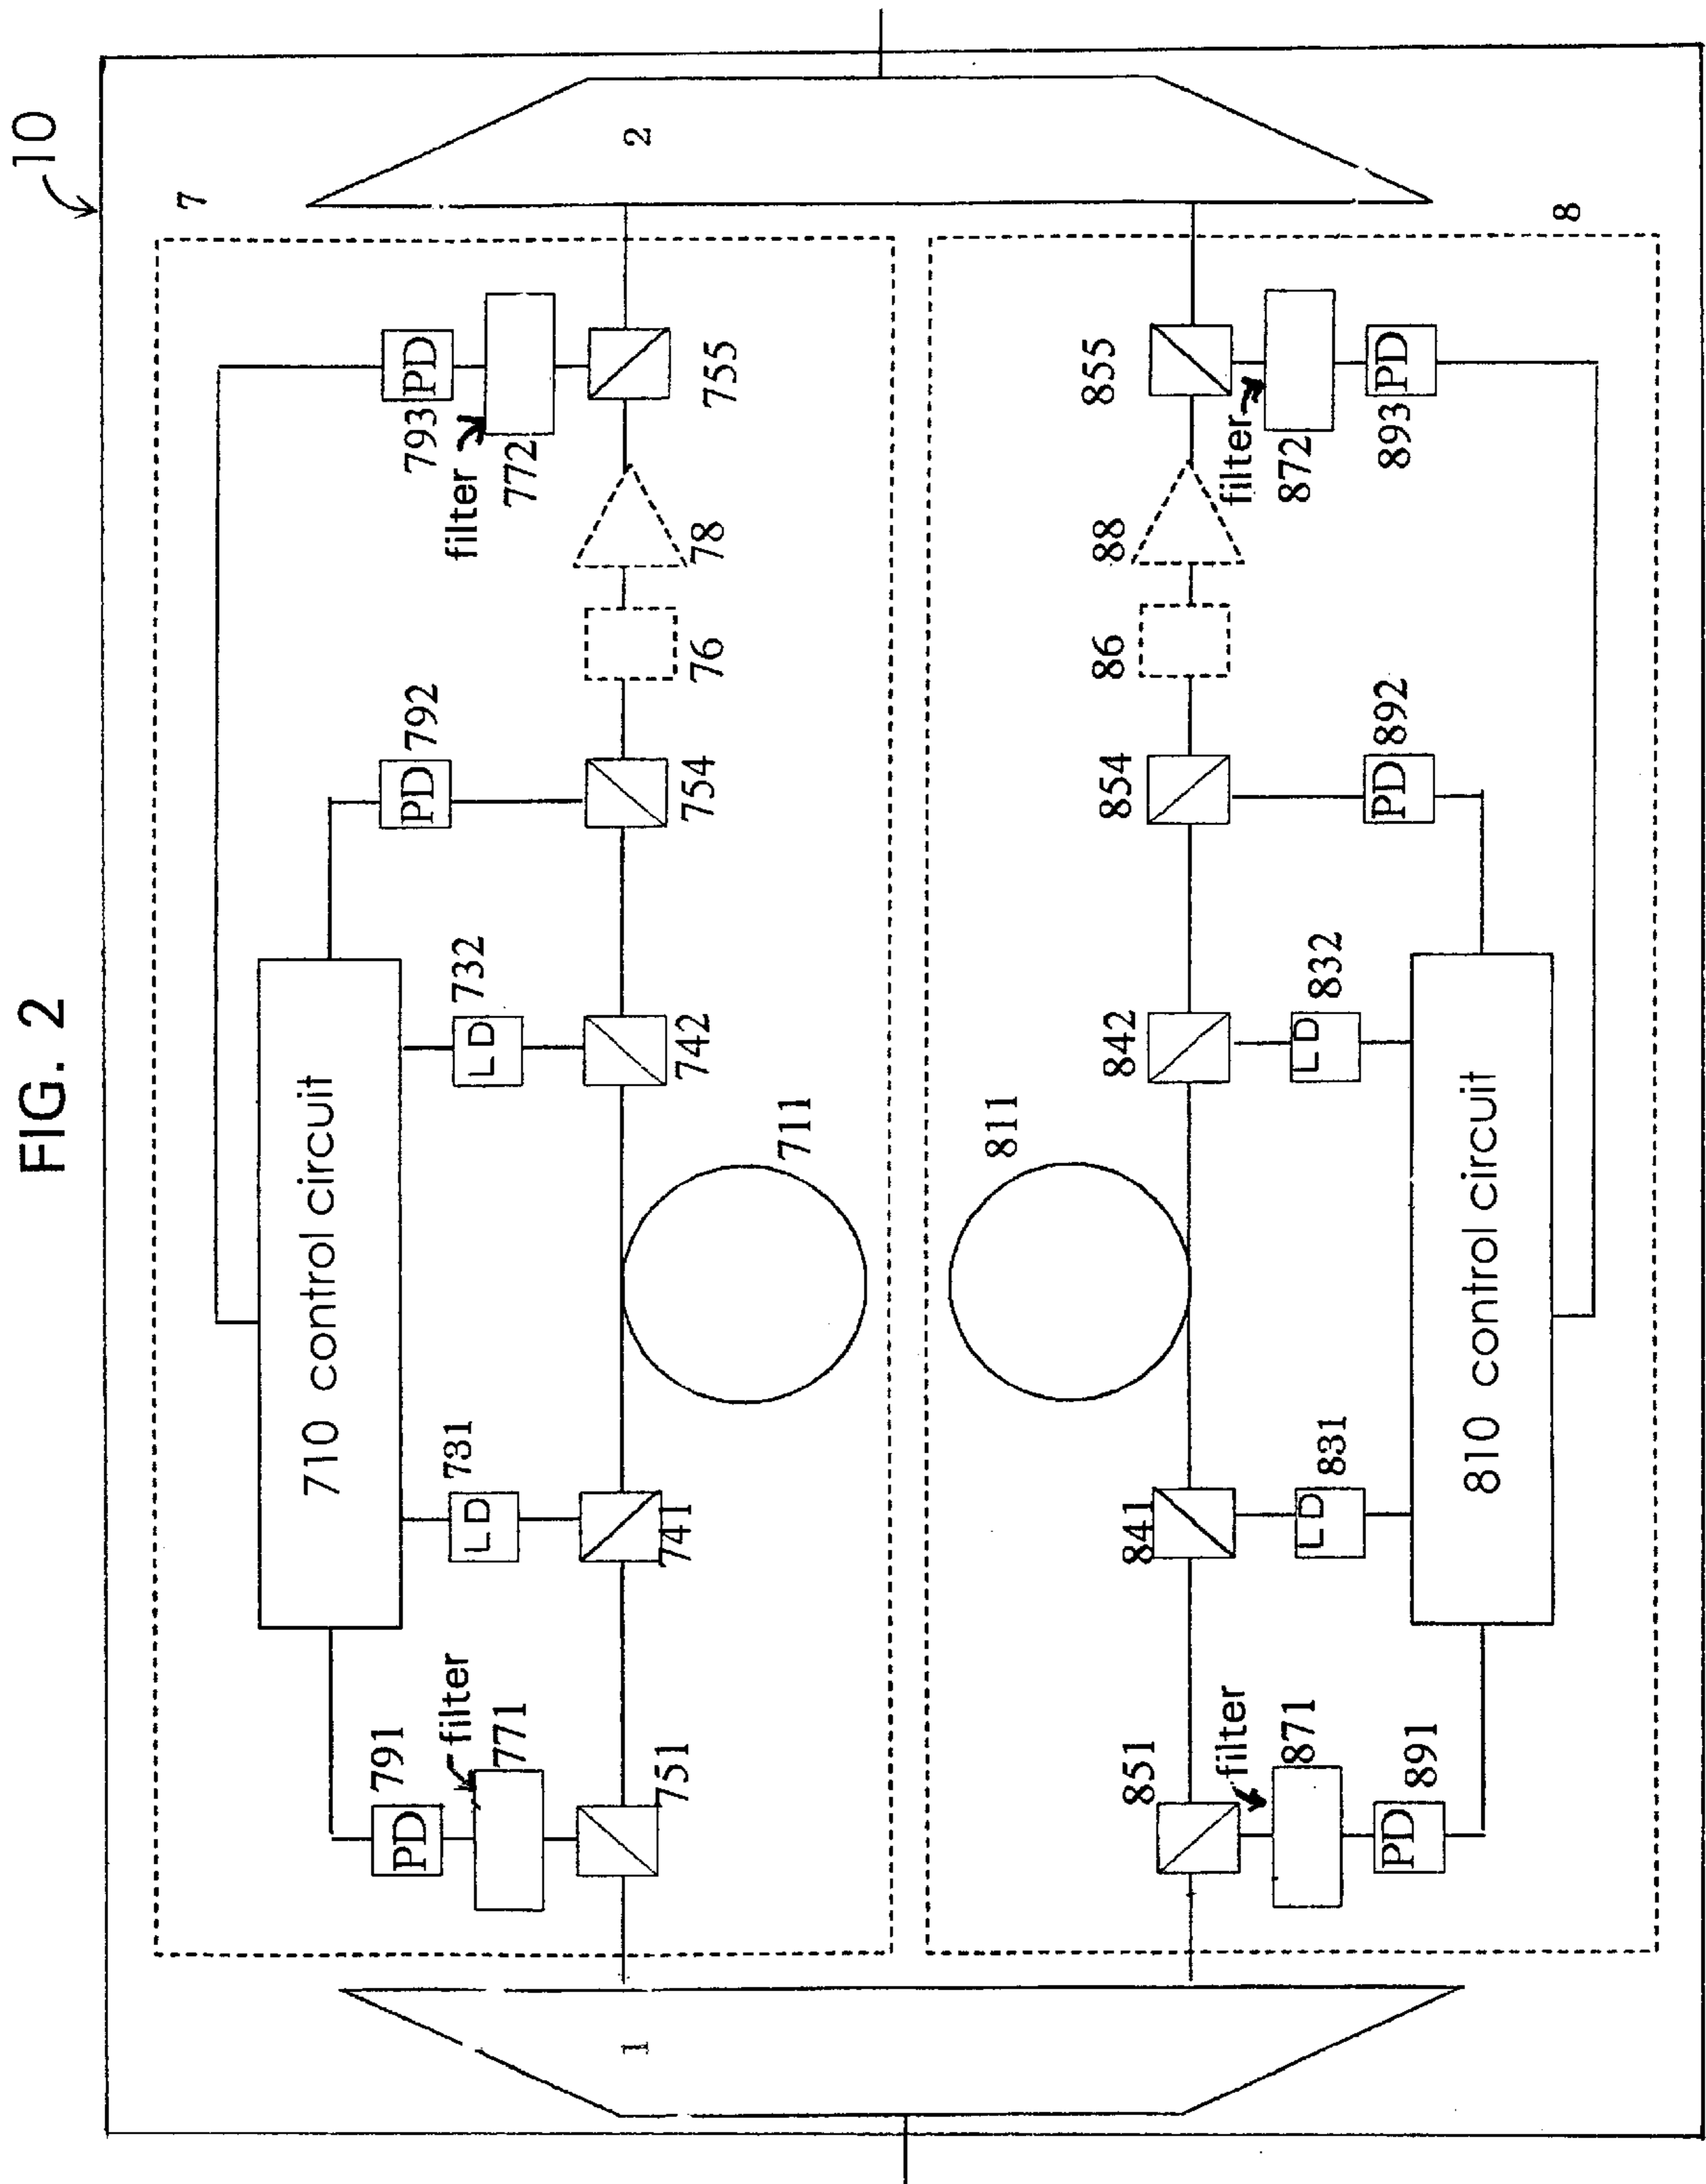 FIG. 2
10
7
710 control circuit
791
PD
filter
771
751
LD
731
741
711
LD
732
742
PD
792
754
76
78
793
PD
filter
772
755
1
2
851
filter
871
PD
891
841
LD
831
811
842
LD
832
854
PD
892
86
88
855
filter
872
893
PD
810 control circuit
8